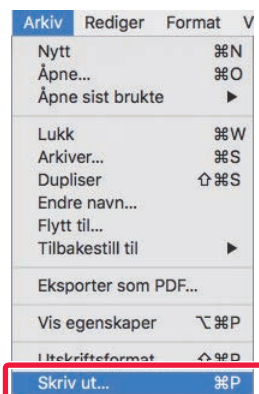 Arkiv Rediger Format V
Nytt ⌘N
Åpne... ⌘O
Åpne sist brukte ▶
Lukk ⌘W
Arkiver... ⌘S
Dupliser ⇧⌘S
Endre navn...
Flytt til...
Tilbakestill til ▶
Eksporter som PDF...
Vis egenskaper ⌥⌘P
Utskriftsformat ⇧⌘P
Skriv ut... ⌘P